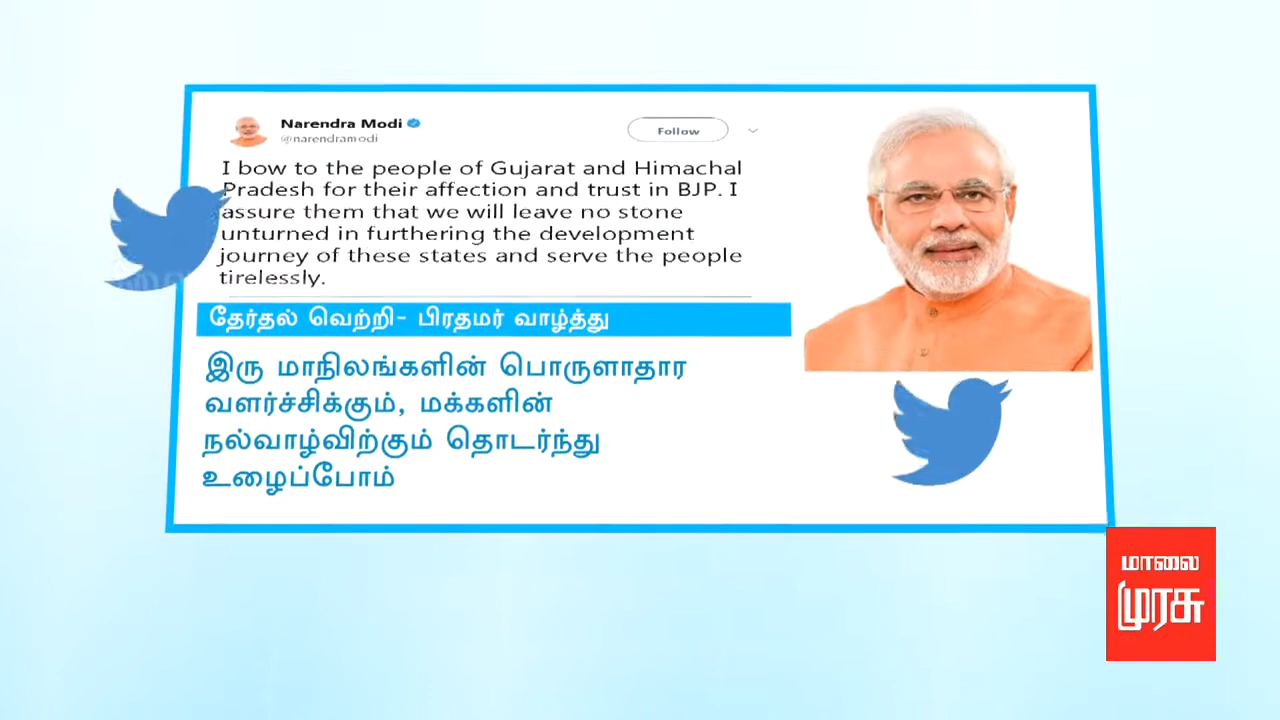 Narendra Modi
@narendramodi
Follow
I bow to the people of Gujarat and Himachal
Pradesh for their affection and trust in BJP. I
assure them that we will leave no stone
unturned in furthering the development
journey of these states and serve the people
tirelessly.
தேர்தல் வெற்றி- பிரதமர் வாழ்த்து
இரு மாநிலங்களின் பொருளாதார
வளர்ச்சிக்கும், மக்களின்
நல்வாழ்விற்கும் தொடர்ந்து
உழைப்போம்
மாலை
முரசு